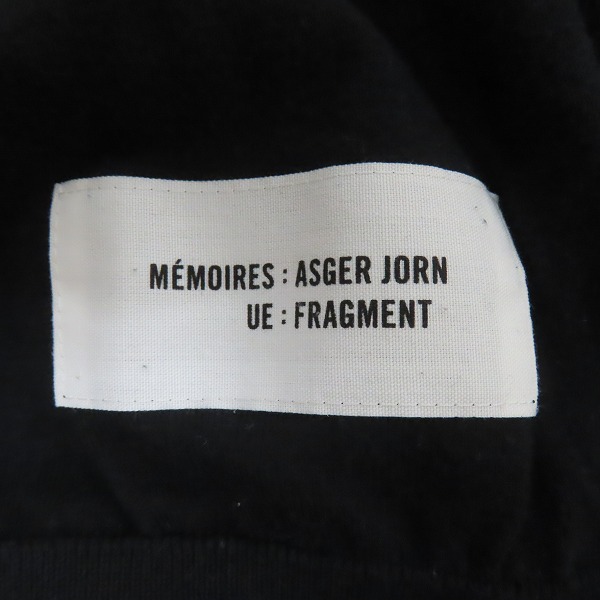 MÉMOIRES : ASGER JORN
UE : FRAGMENT